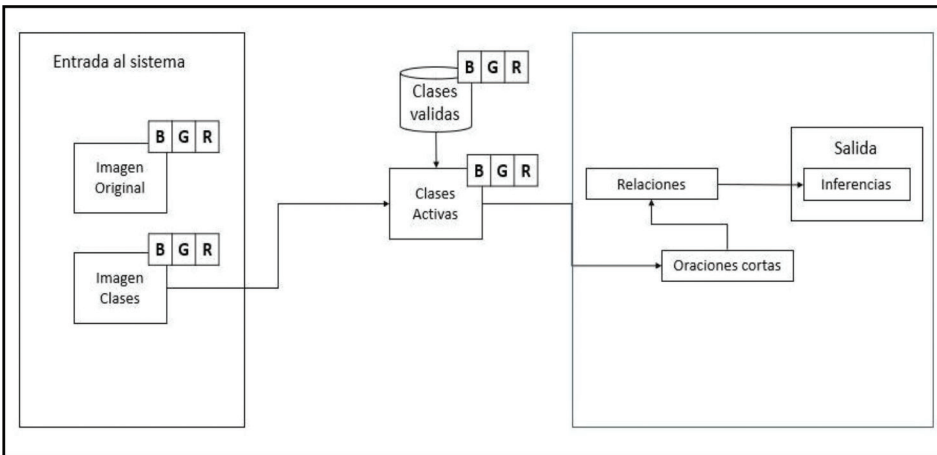 Entrada al sistema
B G R
Imagen
Original
B G R
Imagen
Clases
B G R
Clases
validas
B G R
Clases
Activas
Relaciones
Oraciones cortas
Salida
Inferencias